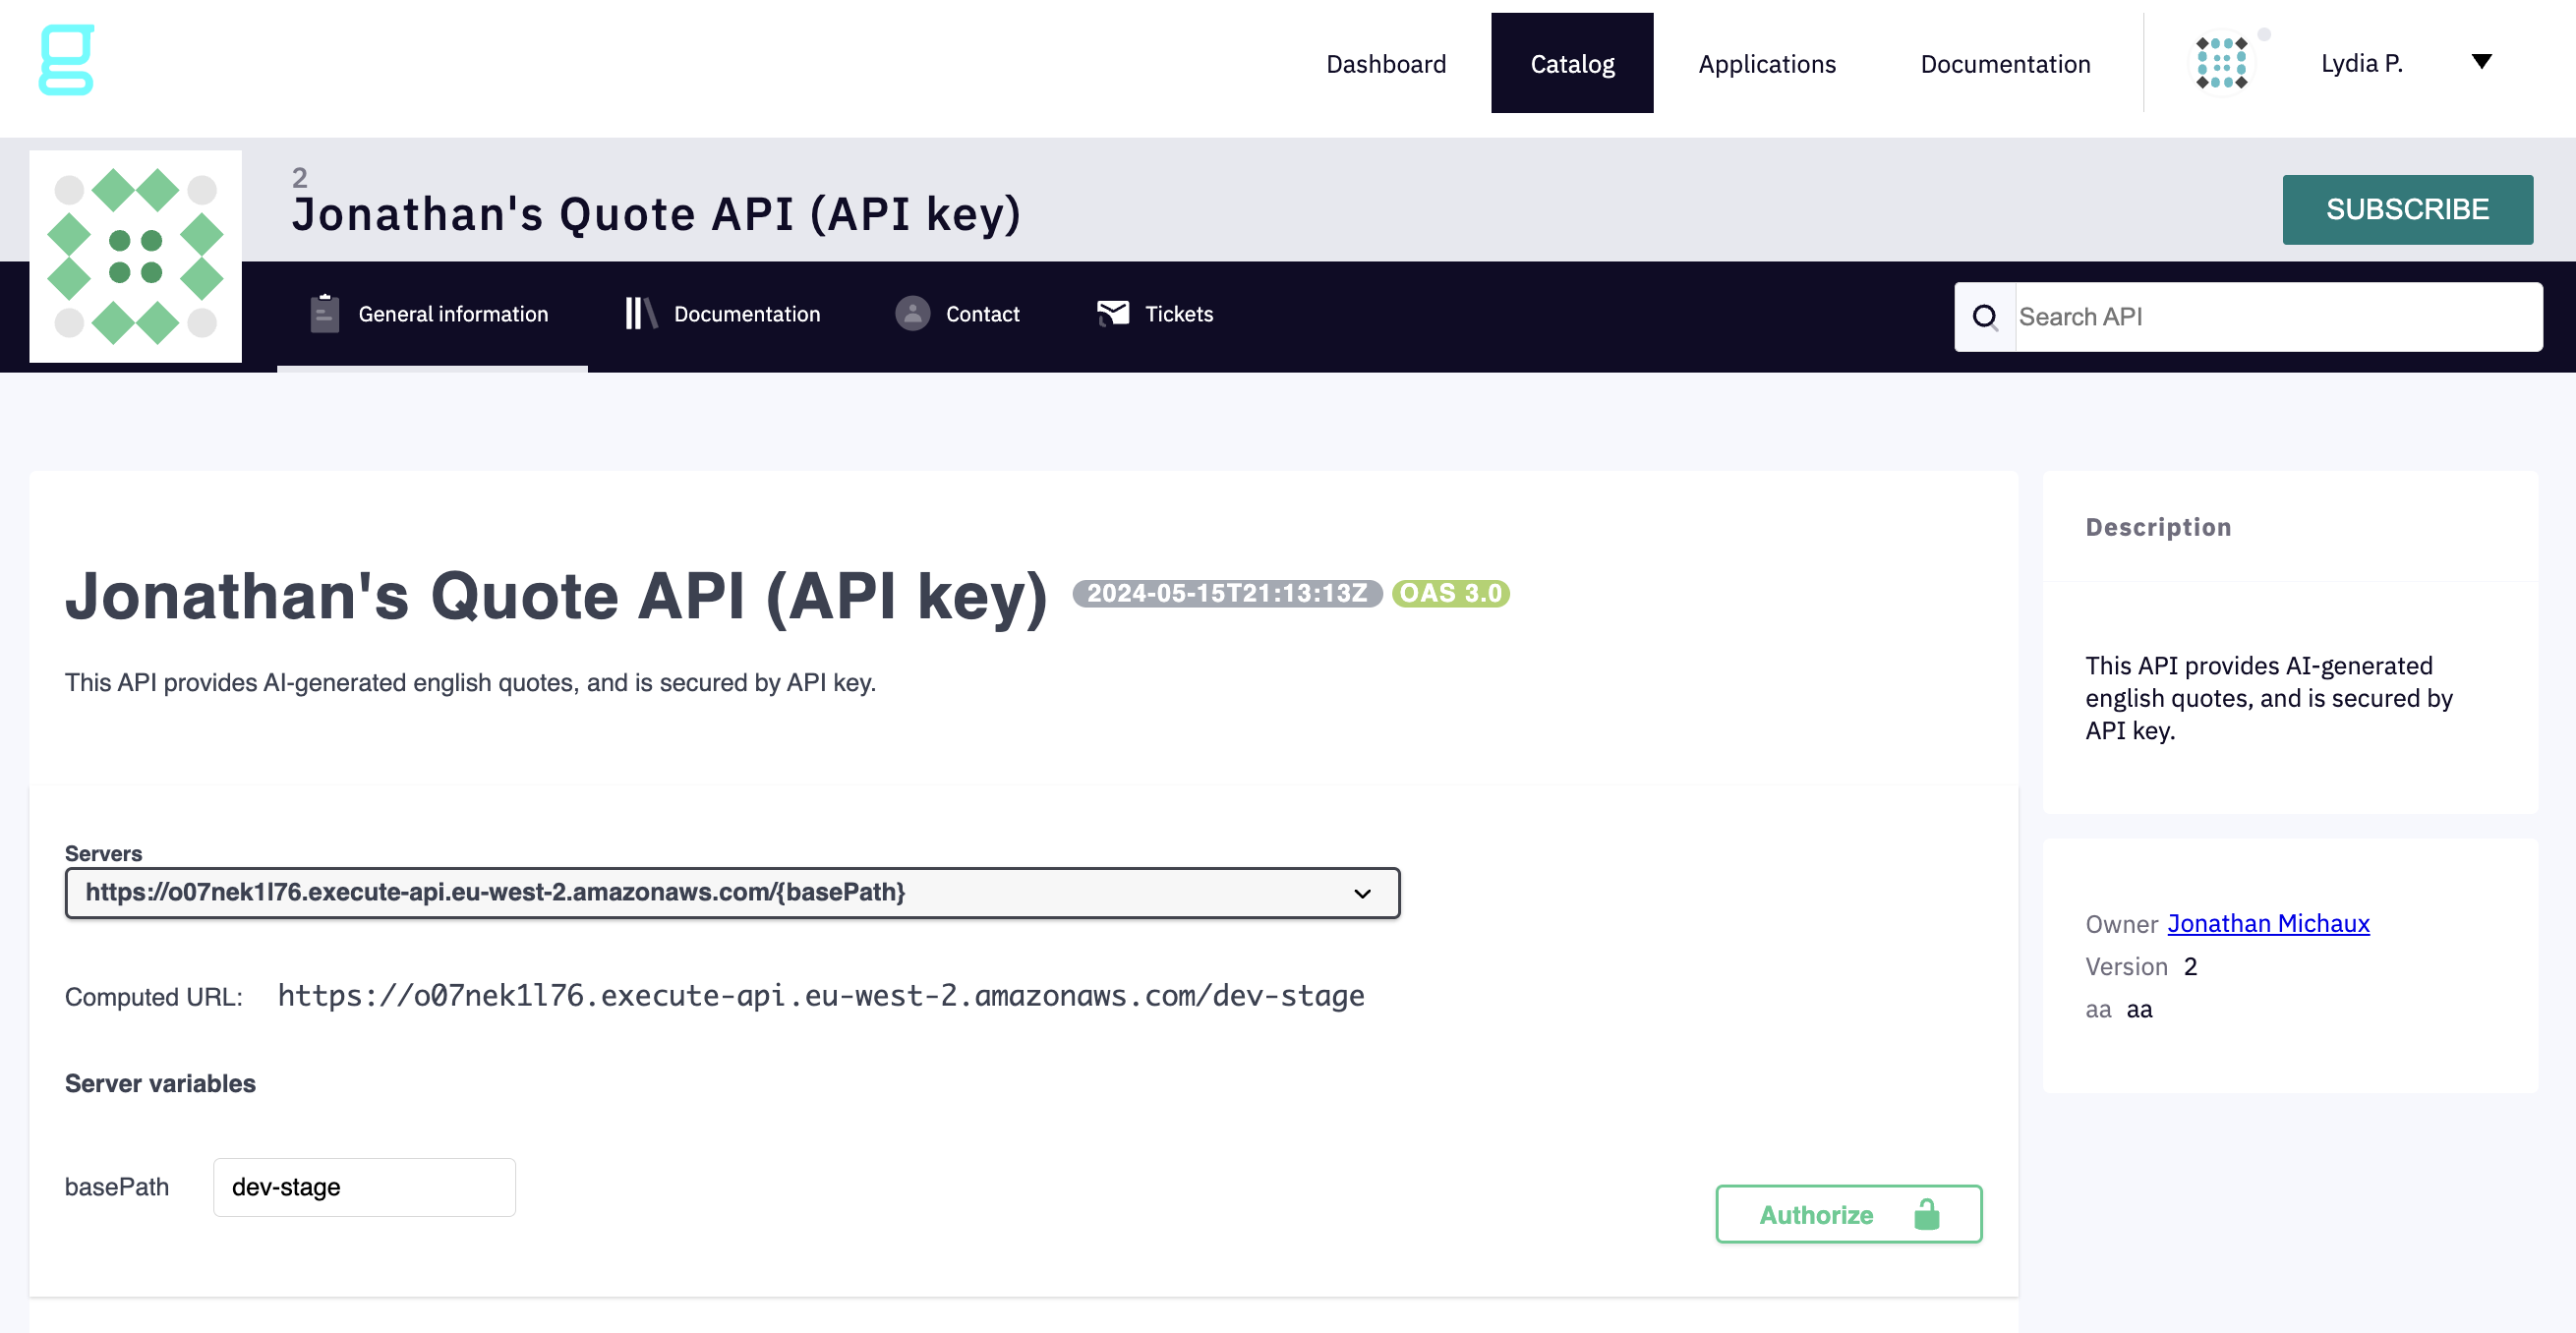 g
Dashboard
Catalog
Applications
Documentation
Lydia P.
2
Jonathan's Quote API (API key)
SUBSCRIBE
General information
Documentation
Contact
Tickets
Search API
Jonathan's Quote API (API key) 2024-05-15T21:13:13Z OAS 3.0
This API provides AI-generated english quotes, and is secured by API key.
Servers
https://o07nek1l76.execute-api.eu-west-2.amazonaws.com/{basePath}
Computed URL: https://o07nek1l76.execute-api.eu-west-2.amazonaws.com/dev-stage
Server variables
basePath dev-stage
Authorize
Description
This API provides AI-generated
english quotes, and is secured by
API key.
Owner Jonathan Michaux
Version 2
aa aa